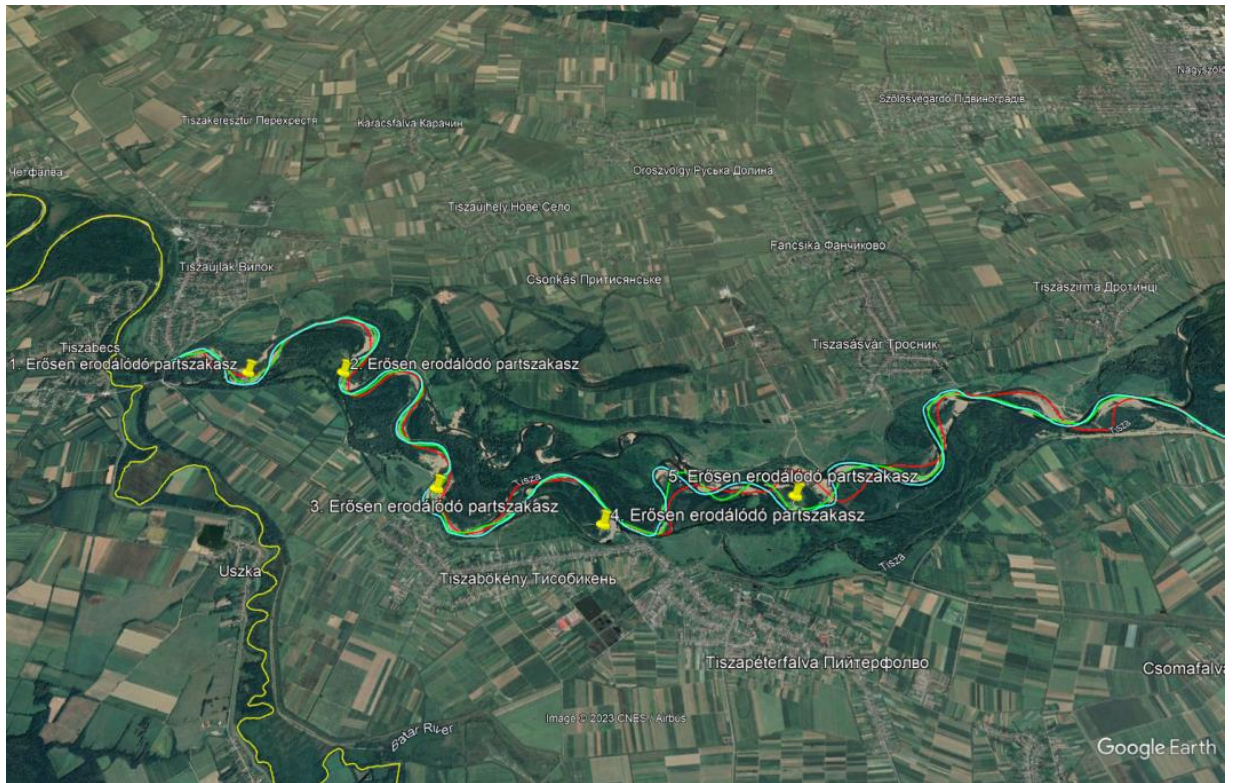 Nagyszől
Szőlősvégardó Підвиноградів
Tiszakeresztúr Перехрестя
Karácsfalva Карачин
Oroszvölgy Руська Долина
Четфалва
Tiszaújhely Нове Село
Fancsika Фанчиково
Tiszaújlak Вилок
Csonkás Притисянське
Tiszaszirma Дротинці
Tiszabecs
Tiszasásvár Тросник
1. Erősen erodálódó partszakasz
2. Erősen erodálódó partszakasz
Tisza
Tisza
5. Erősen erodálódó partszakasz
3. Erősen erodálódó partszakasz
4. Erősen erodálódó partszakasz
Tisza
Uszka
Tiszabökény Тисобикень
Tiszapéterfalva Пийтерфолво
Csomafalva
Image © 2023 CNES / Airbus
Batar River
Google Earth